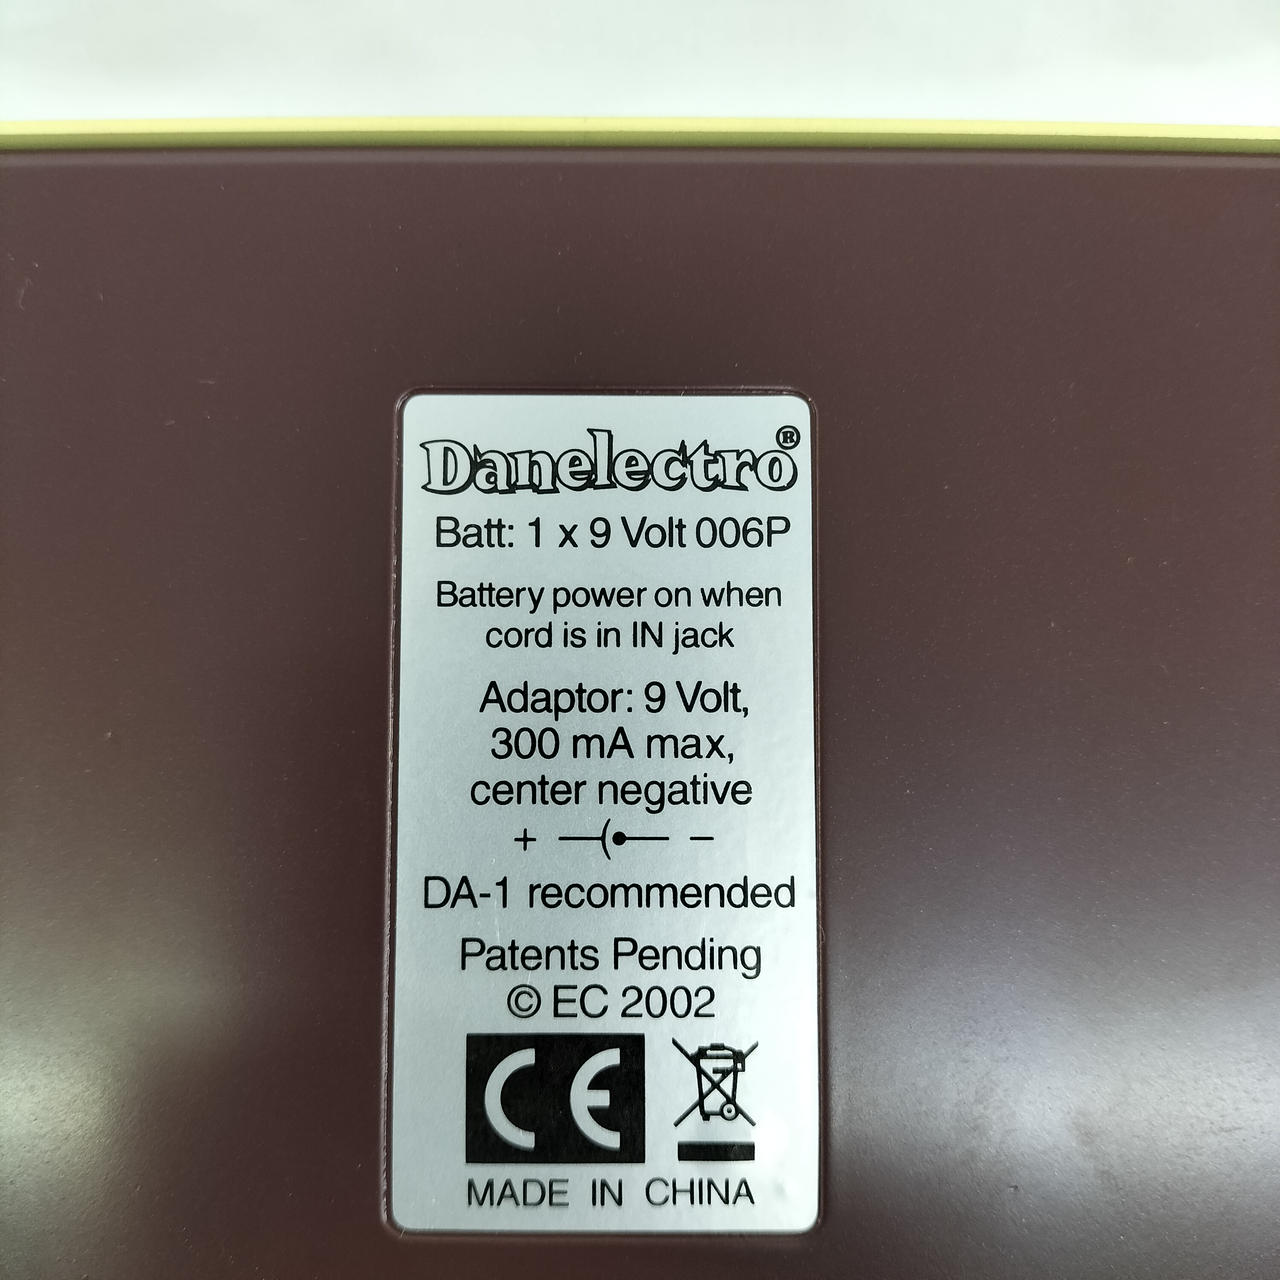 Danelectro®
Batt: 1 x 9 Volt 006P
Battery power on when
cord is in IN jack
Adaptor: 9 Volt,
300 mA max,
center negative
+ −
DA-1 recommended
Patents Pending
© EC 2002
CE
MADE IN CHINA